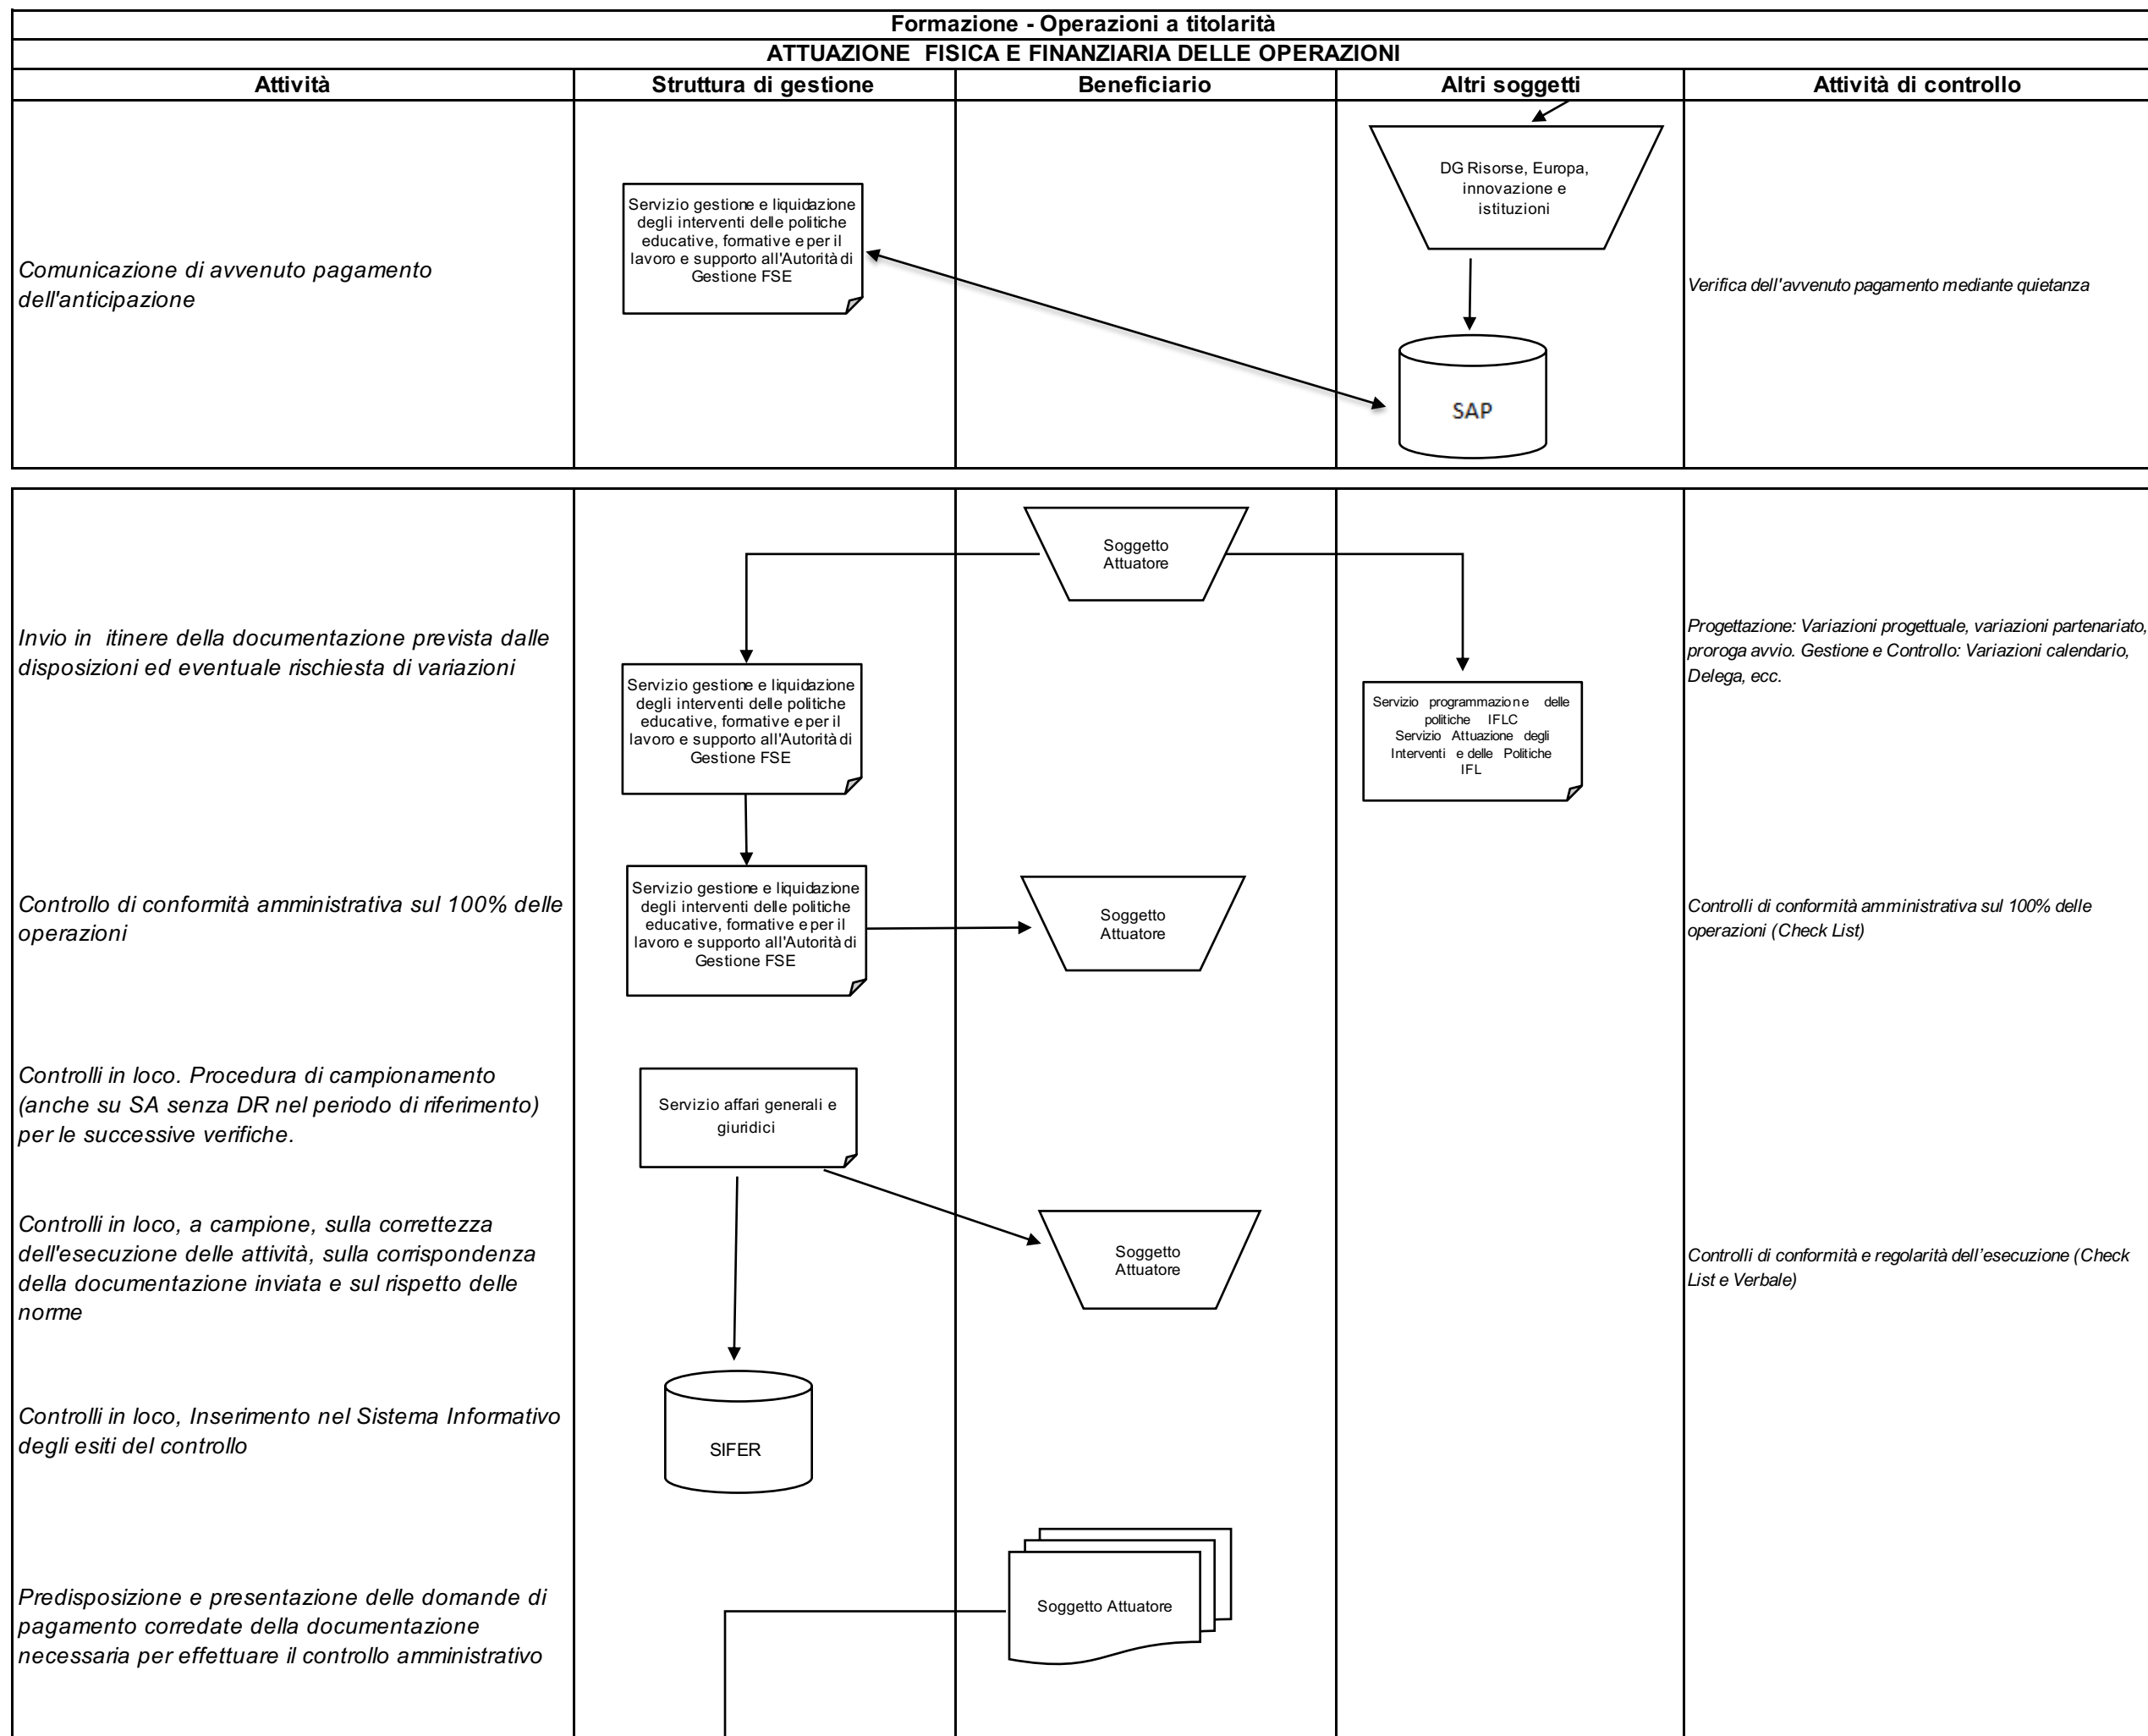 Formazione - Operazioni a titolarità
ATTUAZIONE FISICA E FINANZIARIA DELLE OPERAZIONI
Attività
Struttura di gestione
Beneficiario
Altri soggetti
Attività di controllo
Comunicazione di avvenuto pagamento
dell'anticipazione
Servizio gestione e liquidazione
degli interventi delle politiche
educative, formative e per il
lavoro e supporto all'Autorità di
Gestione FSE
DG Risorse, Europa,
innovazione e
istituzioni
SAP
Verifica dell'avvenuto pagamento mediante quietanza
Soggetto
Attuatore
Invio in itinere della documentazione prevista dalle
disposizioni ed eventuale rischiesta di variazioni
Servizio gestione e liquidazione
degli interventi delle politiche
educative, formative e per il
lavoro e supporto all'Autorità di
Gestione FSE
Servizio programmazione delle
politiche IFLC
Servizio Attuazione degli
Interventi e delle Politiche
IFL
Progettazione: Variazioni progettuale, variazioni partenariato,
proroga avvio. Gestione e Controllo: Variazioni calendario,
Delega, ecc.
Controllo di conformità amministrativa sul 100% delle
operazioni
Servizio gestione e liquidazione
degli interventi delle politiche
educative, formative e per il
lavoro e supporto all'Autorità di
Gestione FSE
Soggetto
Attuatore
Controlli di conformità amministrativa sul 100% delle
operazioni (Check List)
Controlli in loco. Procedura di campionamento
(anche su SA senza DR nel periodo di riferimento)
per le successive verifiche.
Servizio affari generali e
giuridici
Controlli in loco, a campione, sulla correttezza
dell'esecuzione delle attività, sulla corrispondenza
della documentazione inviata e sul rispetto delle
norme
Soggetto
Attuatore
Controlli di conformità e regolarità dell'esecuzione (Check
List e Verbale)
Controlli in loco, Inserimento nel Sistema Informativo
degli esiti del controllo
SIFER
Predisposizione e presentazione delle domande di
pagamento corredate della documentazione
necessaria per effettuare il controllo amministrativo
Soggetto Attuatore